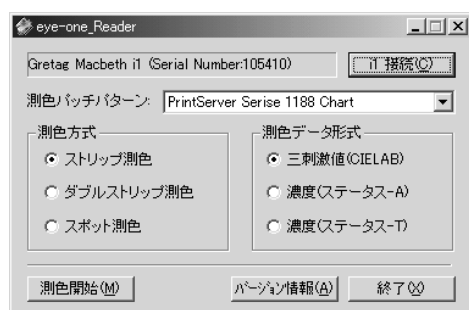 eye-one_Reader
Gretag Macbeth i1 (Serial Number:105410)
i1 接続(C)
測色パッチパターン: PrintServer Serise 1188 Chart
測色方式
ストリップ測色
ダブルストリップ測色
スポット測色
測色データ形式
三刺激値(CIELAB)
濃度(ステータス-A)
濃度(ステータス-T)
測色開始(M)
バージョン情報(A)
終了(X)